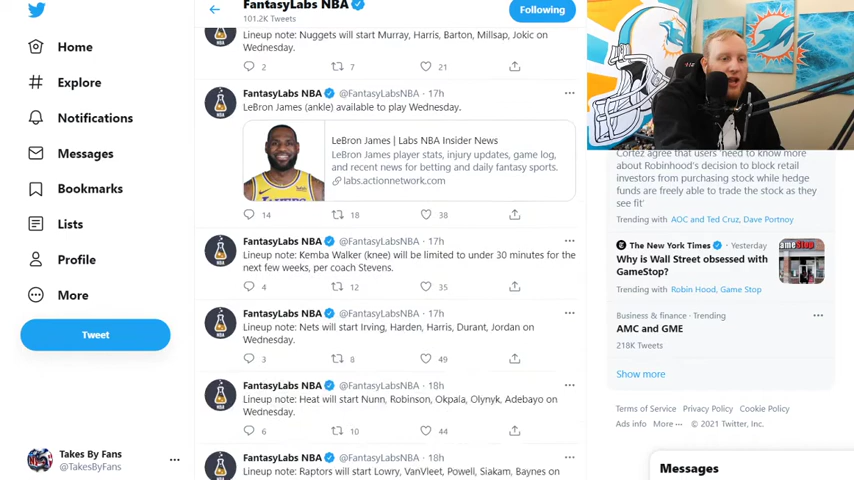 FantasyLabs NBA
101.2K Tweets
Following
Home
Explore
Notifications
Messages
Bookmarks
Lists
Profile
More
Tweet
Takes By Fans
@TakesByFans
Lineup note: Nuggets will start Murray, Harris, Barton, Millsap, Jokic on
Wednesday.
2 7 21
FantasyLabs NBA @FantasyLabsNBA · 17h
LeBron James (ankle) available to play Wednesday.
LeBron James | Labs NBA Insider News
LeBron James player stats, injury updates, game log,
and recent news for betting and daily fantasy sports.
labs.actionnetwork.com
14 18 38
FantasyLabs NBA @FantasyLabsNBA · 17h
Lineup note: Kemba Walker (knee) will be limited to under 30 minutes for the
next few weeks, per coach Stevens.
4 12 35
FantasyLabs NBA @FantasyLabsNBA · 17h
Lineup note: Nets will start Irving, Harden, Harris, Durant, Jordan on
Wednesday.
3 8 49
FantasyLabs NBA @FantasyLabsNBA · 18h
Lineup note: Heat will start Nunn, Robinson, Okpala, Olynyk, Adebayo on
Wednesday.
6 10 44
FantasyLabs NBA @FantasyLabsNBA · 18h
Lineup note: Raptors will start Lowry, VanVleet, Powell, Siakam, Baynes on
Cortez agree that users 'need to know more
about Robinhood's decision to block retail
investors from purchasing stock while hedge
funds are freely able to trade the stock as they
see fit'
Trending with AOC and Ted Cruz, Dave Portnoy
The New York Times · Yesterday
Why is Wall Street obsessed with
GameStop?
Trending with Robin Hood, Game Stop
Business & finance · Trending
AMC and GME
218K Tweets
Show more
Terms of Service Privacy Policy Cookie Policy
Ads info More ··· © 2021 Twitter, Inc.
Messages